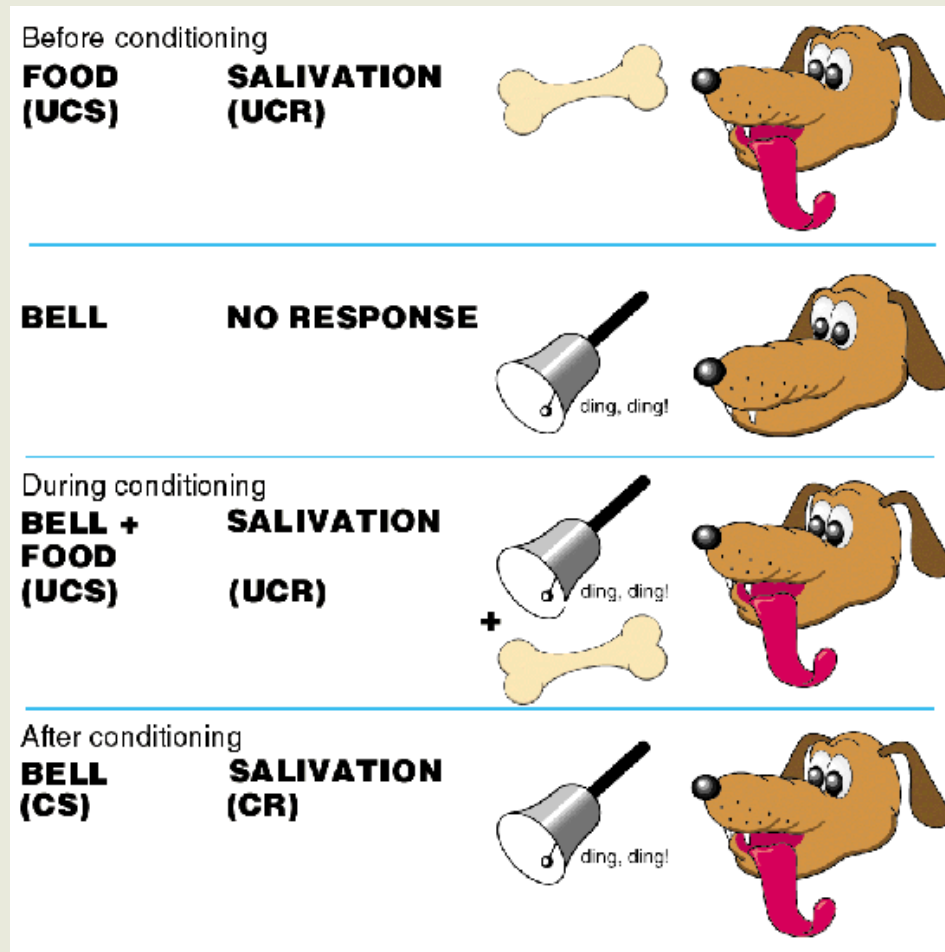 Before conditioning
FOOD SALIVATION
(UCS) (UCR)
BELL NO RESPONSE
ding, ding!
During conditioning
BELL + SALIVATION
FOOD
(UCS) (UCR)
ding, ding!
+
After conditioning
BELL SALIVATION
(CS) (CR)
ding, ding!